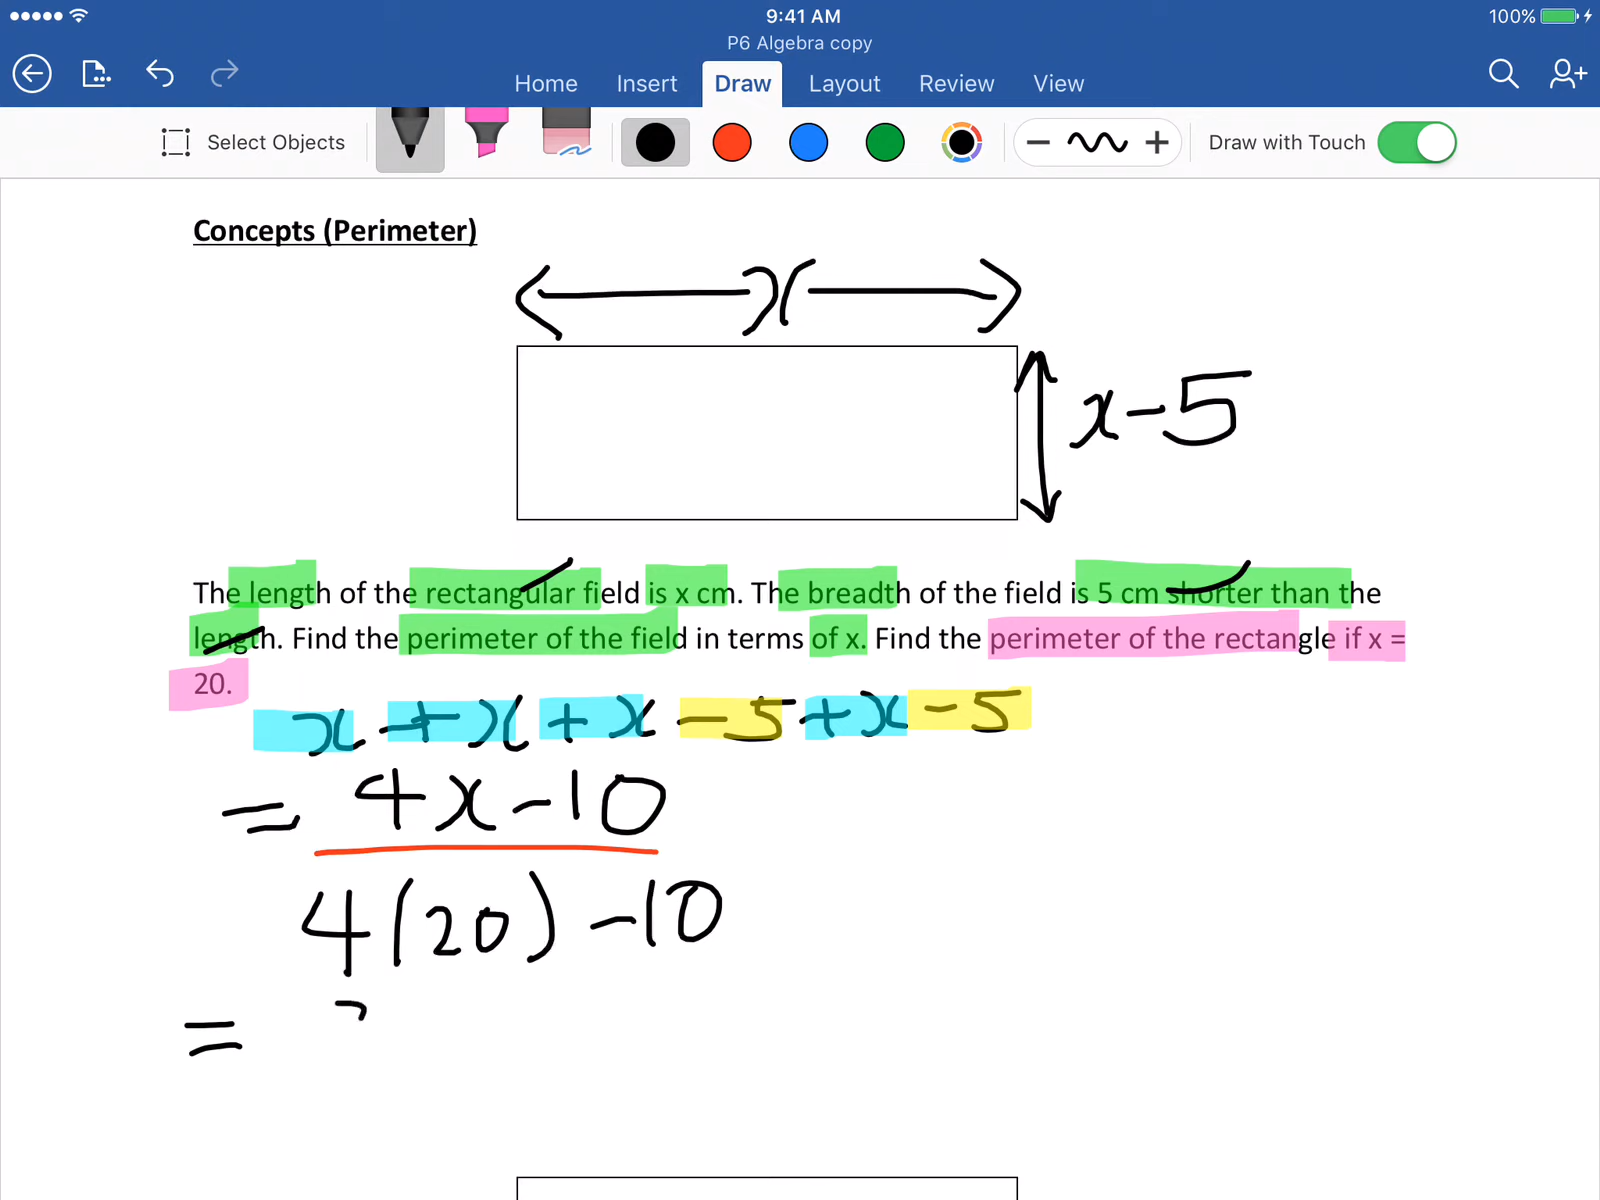 9:41 AM
100%
P6 Algebra copy
Home Insert Draw Layout Review View
Select Objects
Draw with Touch
Concepts (Perimeter)
x
x-5
The length of the rectangular field is x cm. The breadth of the field is 5 cm shorter than the
length. Find the perimeter of the field in terms of x. Find the perimeter of the rectangle if x =
20.
x + x + x - 5 + x - 5
= 4x - 10
4(20) - 10
=